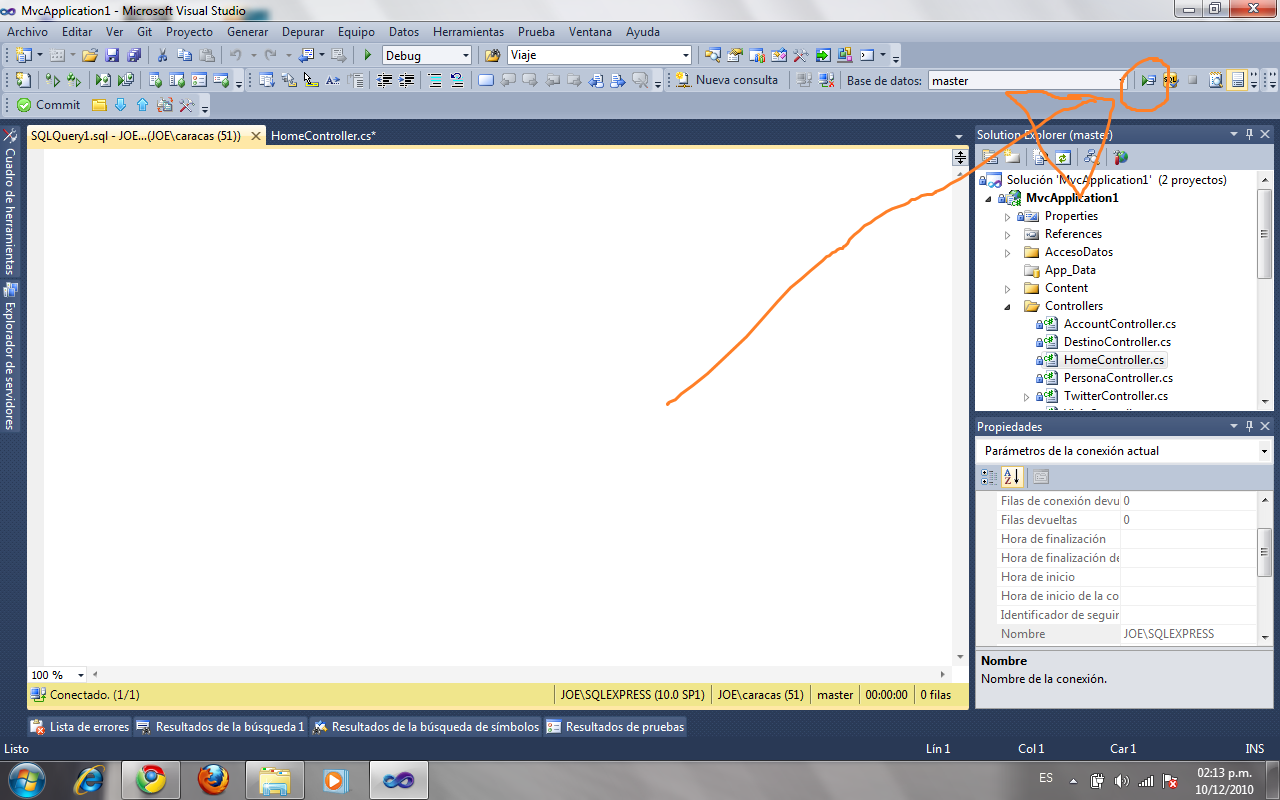 MvcApplication1 - Microsoft Visual Studio
Archivo Editar Ver Git Proyecto Generar Depurar Equipo Datos Herramientas Prueba Ventana Ayuda
Debug Viaje
Nueva consulta Base de datos: master
Commit
SQLQuery1.sql - JOE...(JOE\caracas (51)) HomeController.cs*
Cuadro de herramientas
Explorador de servidores
Solution Explorer (master)
Solución 'MvcApplication1' (2 proyectos)
MvcApplication1
Properties
References
AccesoDatos
App_Data
Content
Controllers
AccountController.cs
DestinoController.cs
HomeController.cs
PersonaController.cs
TwitterController.cs
Propiedades
Parámetros de la conexión actual
Filas de conexión devu 0
Filas devueltas 0
Hora de finalización
Hora de finalización de
Hora de inicio
Hora de inicio de la co
Identificador de seguir
Nombre JOE\SQLEXPRESS
Nombre
Nombre de la conexión.
100 %
Conectado. (1/1) JOE\SQLEXPRESS (10.0 SP1) JOE\caracas (51) master 00:00:00 0 filas
Lista de errores Resultados de la búsqueda 1 Resultados de la búsqueda de símbolos Resultados de pruebas
Listo Lín 1 Col 1 Car 1 INS
ES 02:13 p.m.
10/12/2010